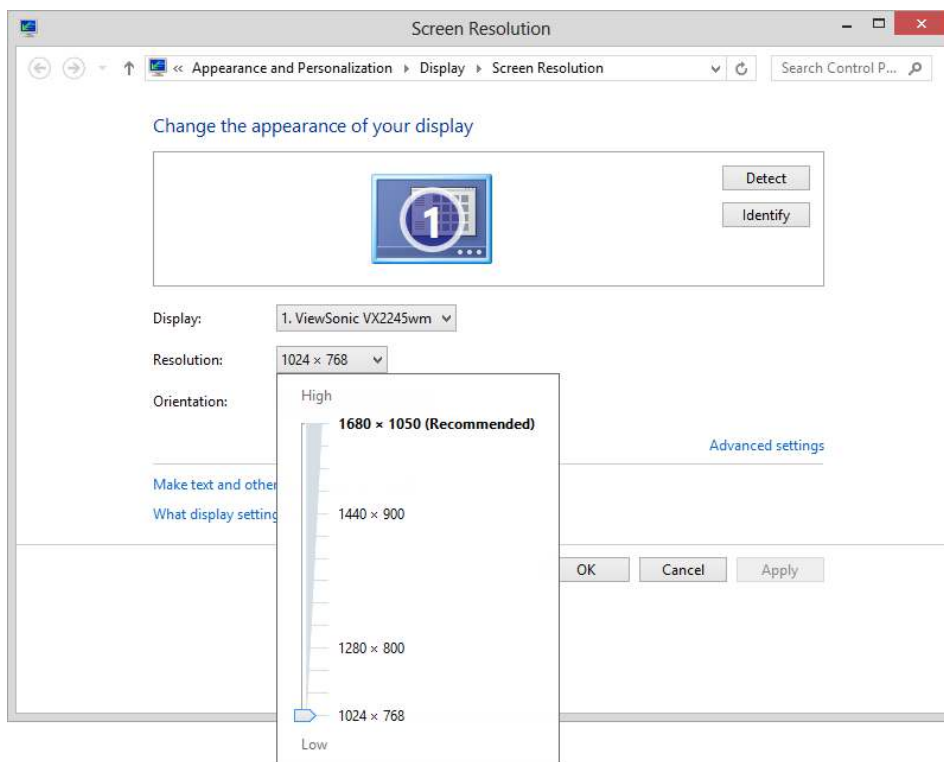 Screen Resolution
« Appearance and Personalization Display Screen Resolution Search Control P...
Change the appearance of your display
1
Detect
Identify
Display: 1. ViewSonic VX2245wm
Resolution: 1024 × 768
Orientation:
High
1680 × 1050 (Recommended)
Advanced settings
Make text and other
What display setting
1440 × 900
OK Cancel Apply
1280 × 800
1024 × 768
Low